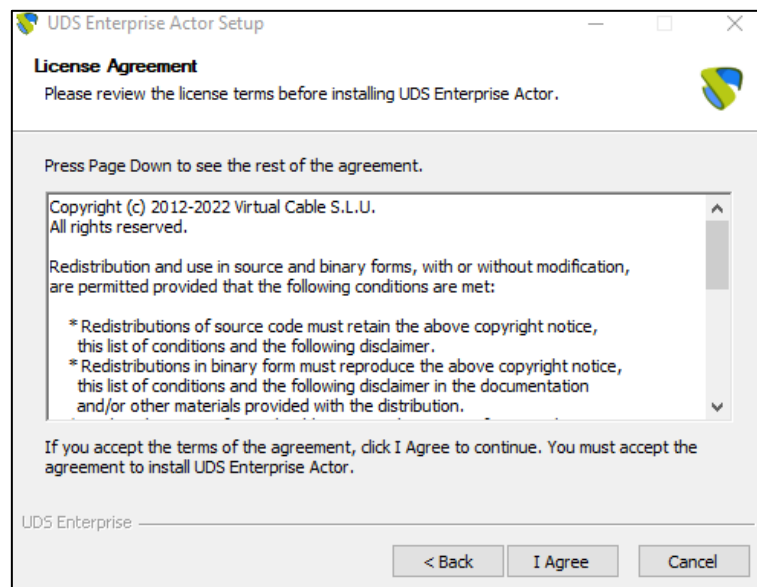 UDS Enterprise Actor Setup
License Agreement
Please review the license terms before installing UDS Enterprise Actor.
Press Page Down to see the rest of the agreement.
Copyright (c) 2012-2022 Virtual Cable S.L.U.
All rights reserved.
Redistribution and use in source and binary forms, with or without modification,
are permitted provided that the following conditions are met:
* Redistributions of source code must retain the above copyright notice,
this list of conditions and the following disclaimer.
* Redistributions in binary form must reproduce the above copyright notice,
this list of conditions and the following disclaimer in the documentation
and/or other materials provided with the distribution.
If you accept the terms of the agreement, click I Agree to continue. You must accept the
agreement to install UDS Enterprise Actor.
UDS Enterprise
< Back
I Agree
Cancel